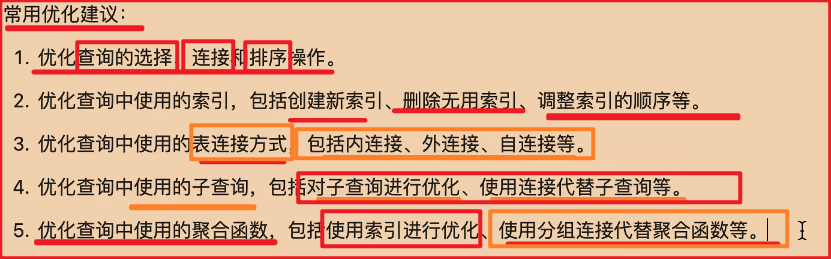 常用优化建议：
1. 优化查询的选择、连接和排序操作。
2. 优化查询中使用的索引，包括创建新索引、删除无用索引、调整索引的顺序等。
3. 优化查询中使用的表连接方式，包括内连接、外连接、自连接等。
4. 优化查询中使用的子查询，包括对子查询进行优化、使用连接代替子查询等。
5. 优化查询中使用的聚合函数，包括使用索引进行优化、使用分组连接代替聚合函数等。